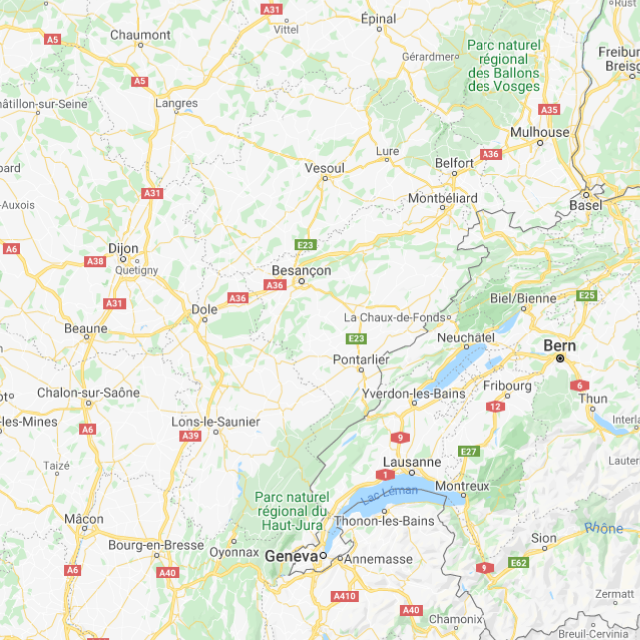 A31
Vittel
Épinal
Rust
Chaumont
A5
Gérardmer
Parc naturel
régional
des Ballons
des Vosges
Freiburg
Breisg
A5
hâtillon-sur-Seine
Langres
A35
Mulhouse
Lure
A36
Vesoul
Belfort
pard
Montbéliard
A31
-Auxois
Basel
A6
Dijon
E23
A38
Quetigny
Besançon
A36
A36
A31
Dole
Biel/Bienne
E25
La Chaux-de-Fonds
Beaune
E23
Neuchâtel
Bern
Pontarlier
Chalon-sur-Saône
Yverdon-les-Bains
Fribourg
6
Thun
12
-les-Mines
A6
Lons-le-Saunier
A39
9
Interla
E27
Lauter
Taizé
Lausanne
1
Montreux
Lac Léman
Parc naturel
régional du
Haut-Jura
Mâcon
Thonon-les-Bains
Rhône
Sion
Bourg-en-Bresse
Oyonnax
Geneva
Annemasse
E62
9
A6
A40
A410
Zermatt
A40
Chamonix
Breuil-Cervinia